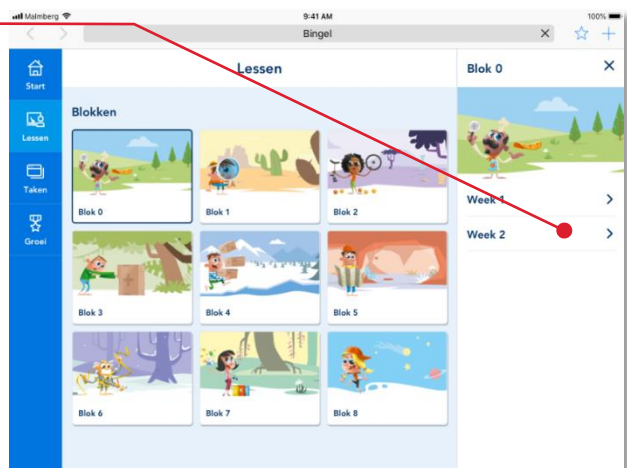 Malmberg
9:41 AM
100%
Bingel
Start
Lessen
Taken
Groei
Lessen
Blokken
Blok 0
Blok 1
Blok 2
Blok 3
Blok 4
Blok 5
Blok 6
Blok 7
Blok 8
Blok 0
Week 1
Week 2